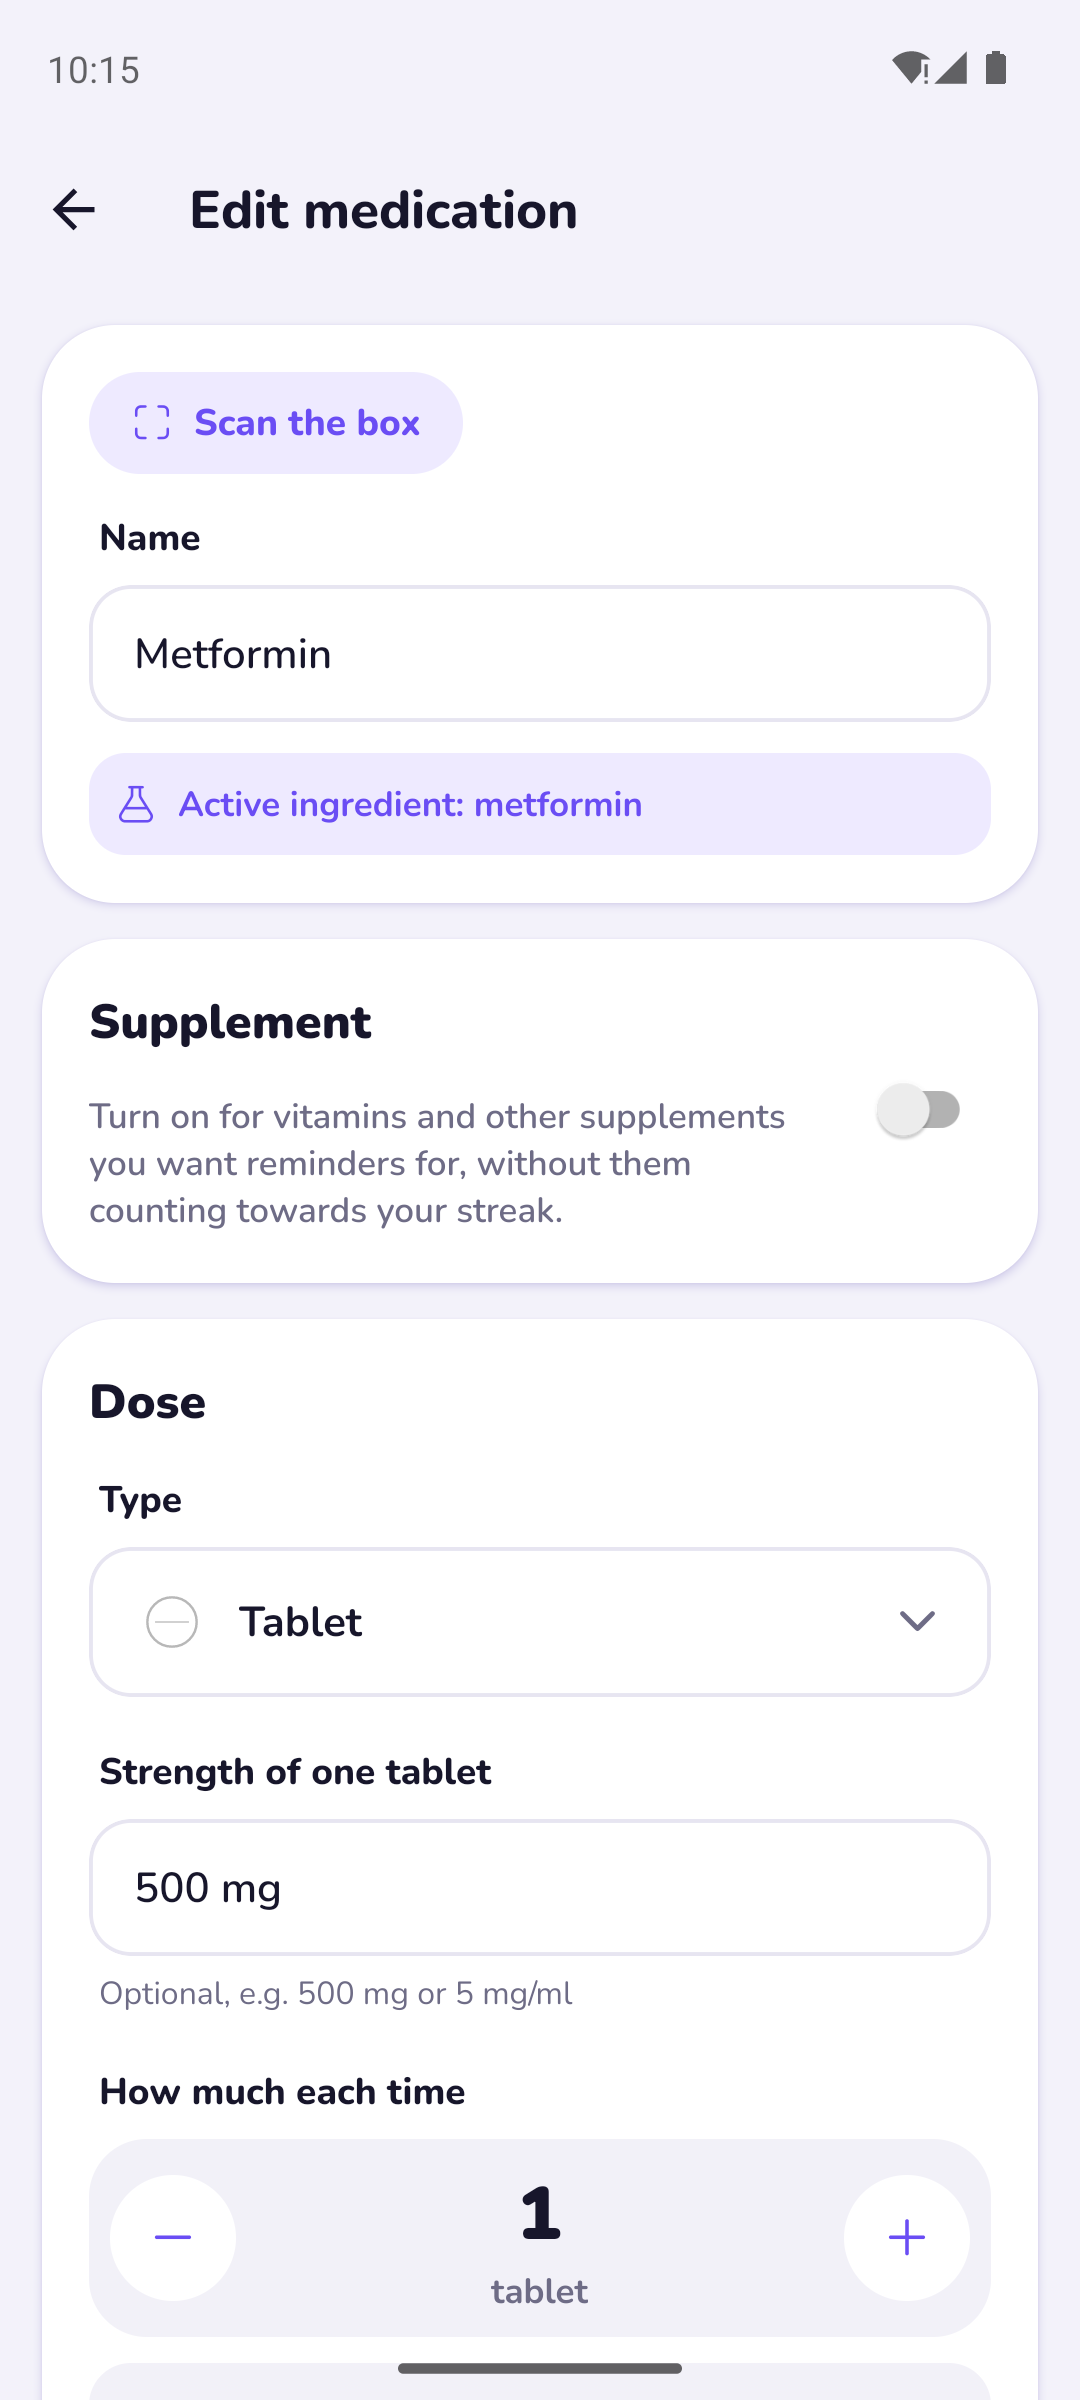 10:15
Edit medication
Scan the box
Name
Metformin
Active ingredient: metformin
Supplement
Turn on for vitamins and other supplements
you want reminders for, without them
counting towards your streak.
Dose
Type
Tablet
Strength of one tablet
500 mg
Optional, e.g. 500 mg or 5 mg/ml
How much each time
1
tablet